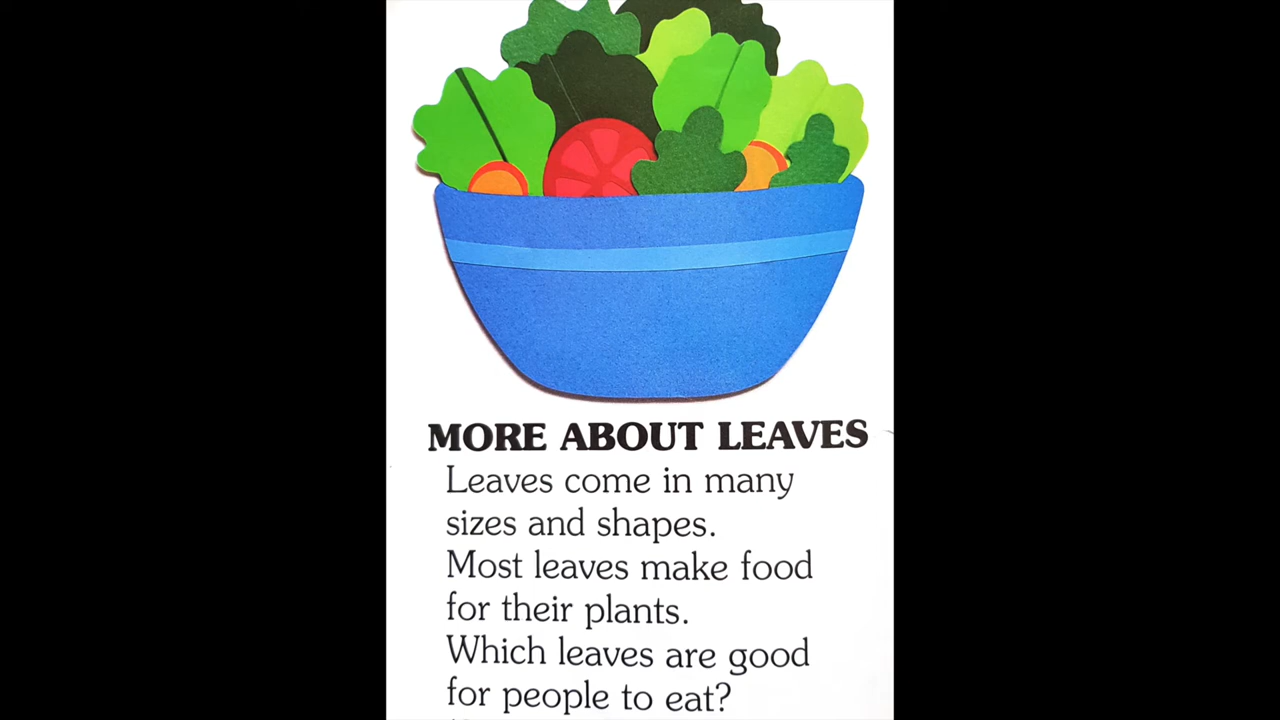 MORE ABOUT LEAVES
Leaves come in many
sizes and shapes.
Most leaves make food
for their plants.
Which leaves are good
for people to eat?